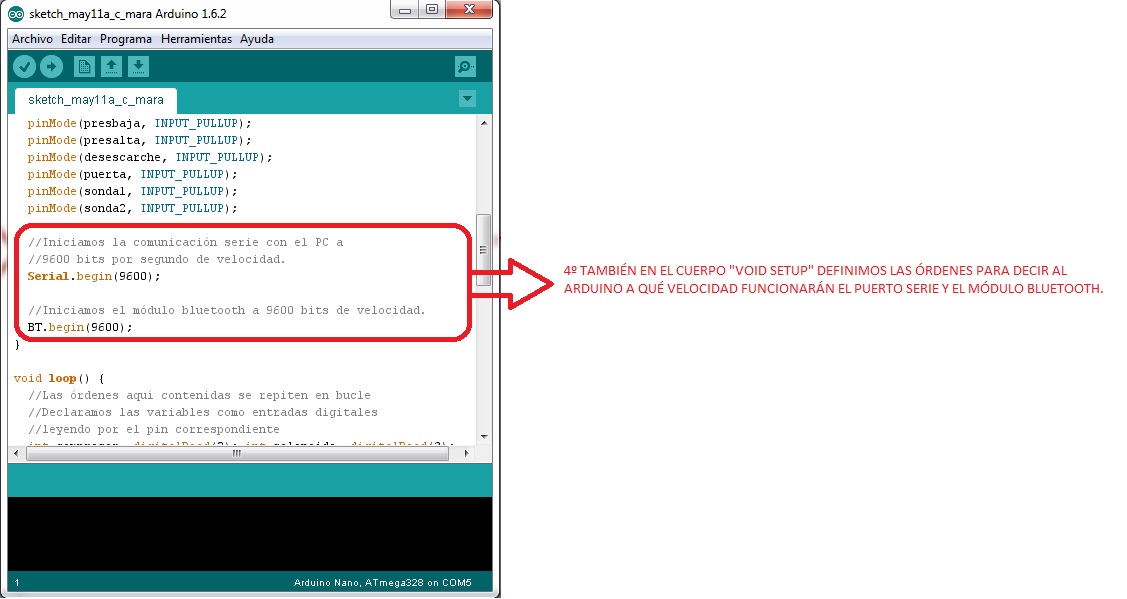 sketch_may11a_c_mara Arduino 1.6.2
Archivo Editar Programa Herramientas Ayuda
sketch_may11a_c_mara
pinMode(presbaja, INPUT_PULLUP);
pinMode(presalta, INPUT_PULLUP);
pinMode(desescarche, INPUT_PULLUP);
pinMode(puerta, INPUT_PULLUP);
pinMode(sonda1, INPUT_PULLUP);
pinMode(sonda2, INPUT_PULLUP);
//Iniciamos la comunicación serie con el PC a
//9600 bits por segundo de velocidad.
Serial.begin(9600);
//Iniciamos el módulo bluetooth a 9600 bits de velocidad.
BT.begin(9600);
}
4º TAMBIÉN EN EL CUERPO "VOID SETUP" DEFINIMOS LAS ÓRDENES PARA DECIR AL
ARDUINO A QUÉ VELOCIDAD FUNCIONARÁN EL PUERTO SERIE Y EL MÓDULO BLUETOOTH.
void loop() {
//Las órdenes aquí contenidas se repiten en bucle
//Declaramos las variables como entradas digitales
//leyendo por el pin correspondiente
1
Arduino Nano, ATmega328 on COM5